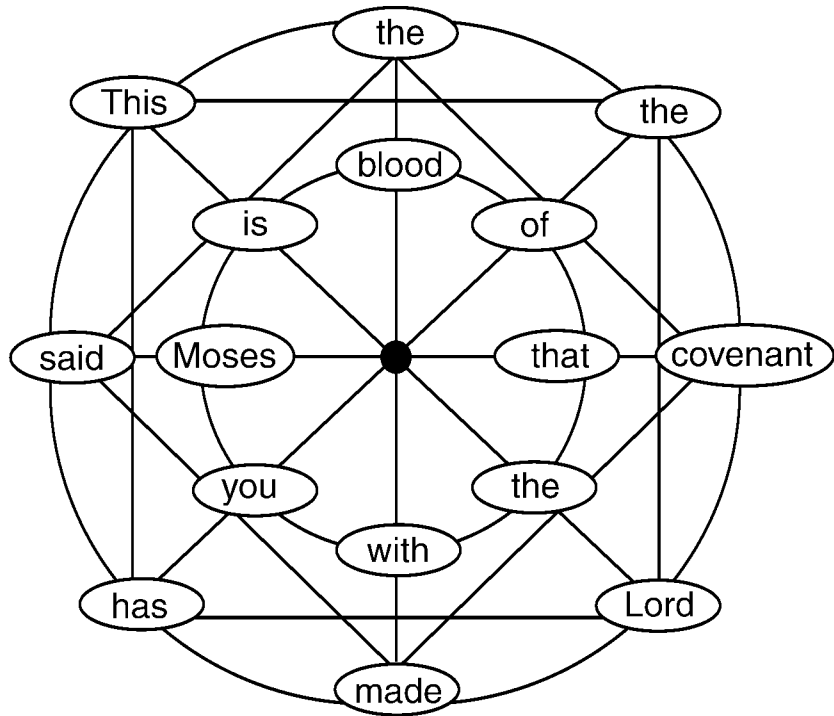 the
This
the
blood
is
of
said
Moses
that
covenant
you
the
with
has
Lord
made